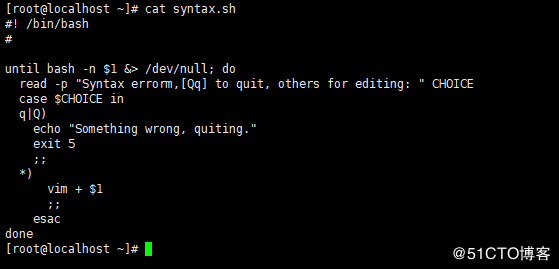 [root@localhost ~]# cat syntax.sh
#! /bin/bash
#
until bash -n $1 &> /dev/null; do
  read -p "Syntax errorm,[Qq] to quit, others for editing: " CHOICE
  case $CHOICE in
  q|Q)
    echo "Something wrong, quiting."
    exit 5
    ;;
  *)
      vim + $1
      ;;
    esac
done
[root@localhost ~]#
@51CTO博客